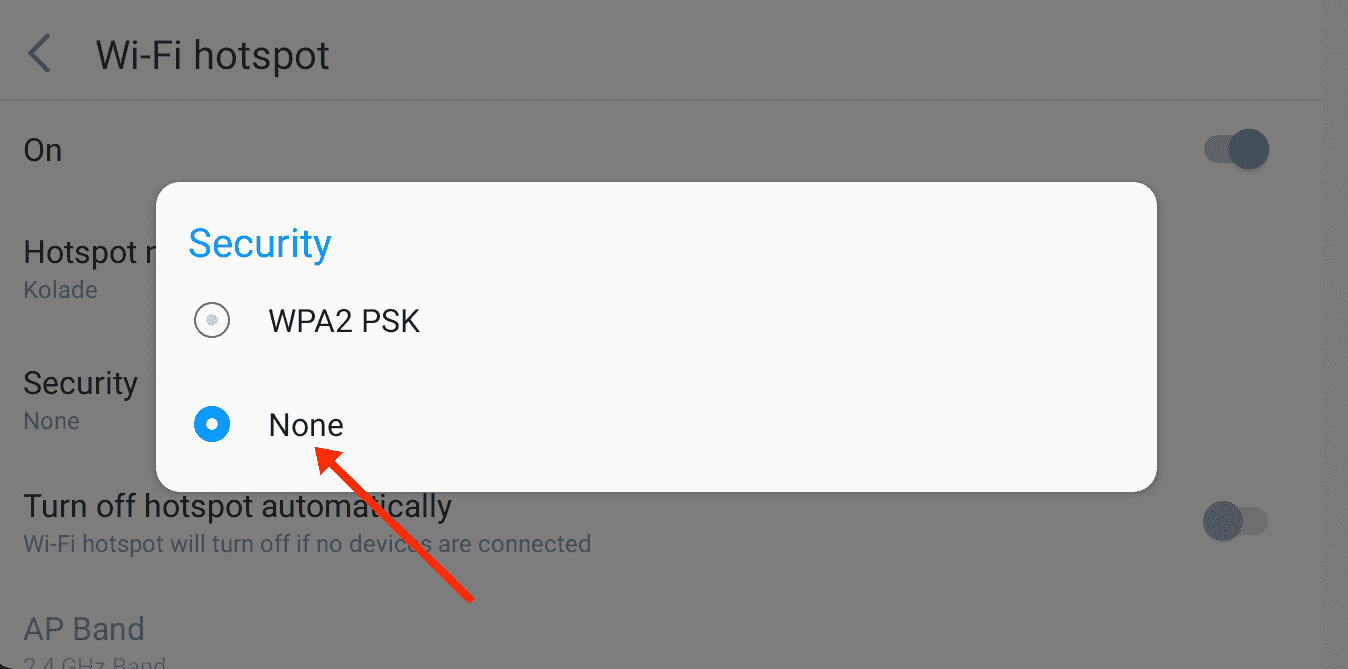 Wi-Fi hotspot
On
Hotspot
Kolade
Security
None
Security
WPA2 PSK
None
Turn off hotspot automatically
Wi-Fi hotspot will turn off if no devices are connected
AP Band
2.4 GHz Band